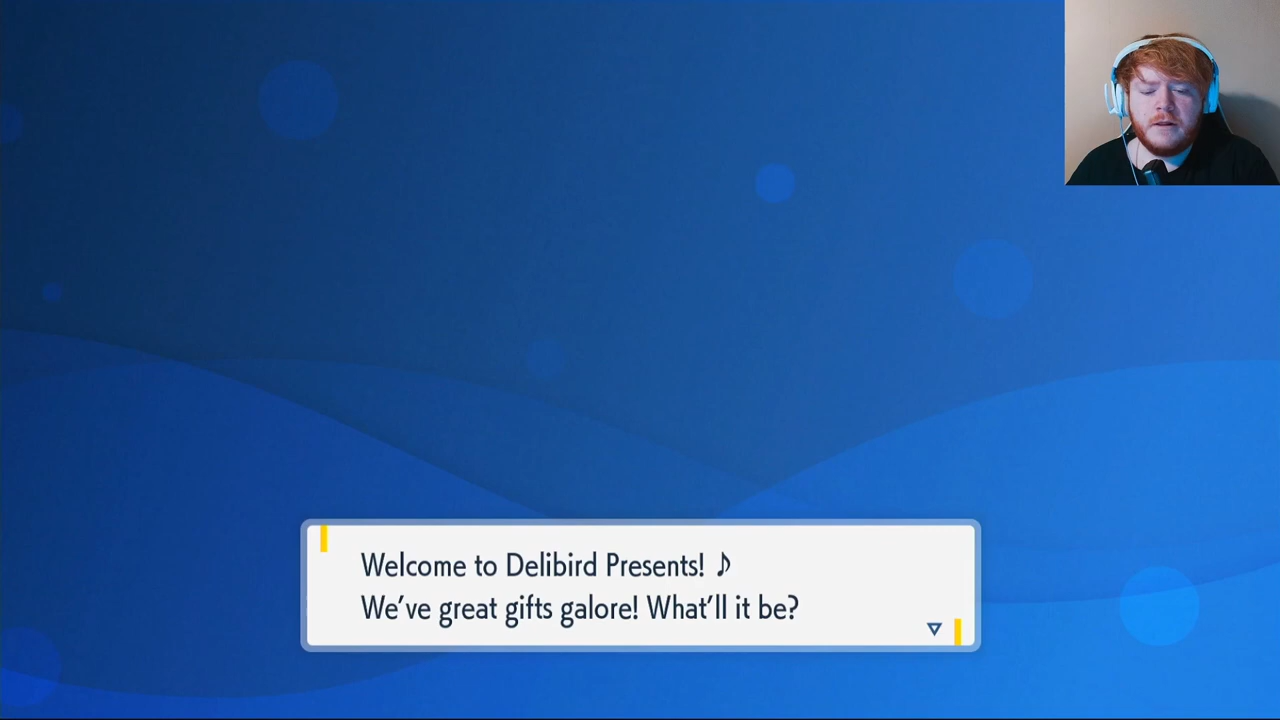 Welcome to Delibird Presents! ♪
We've great gifts galore! What'll it be?